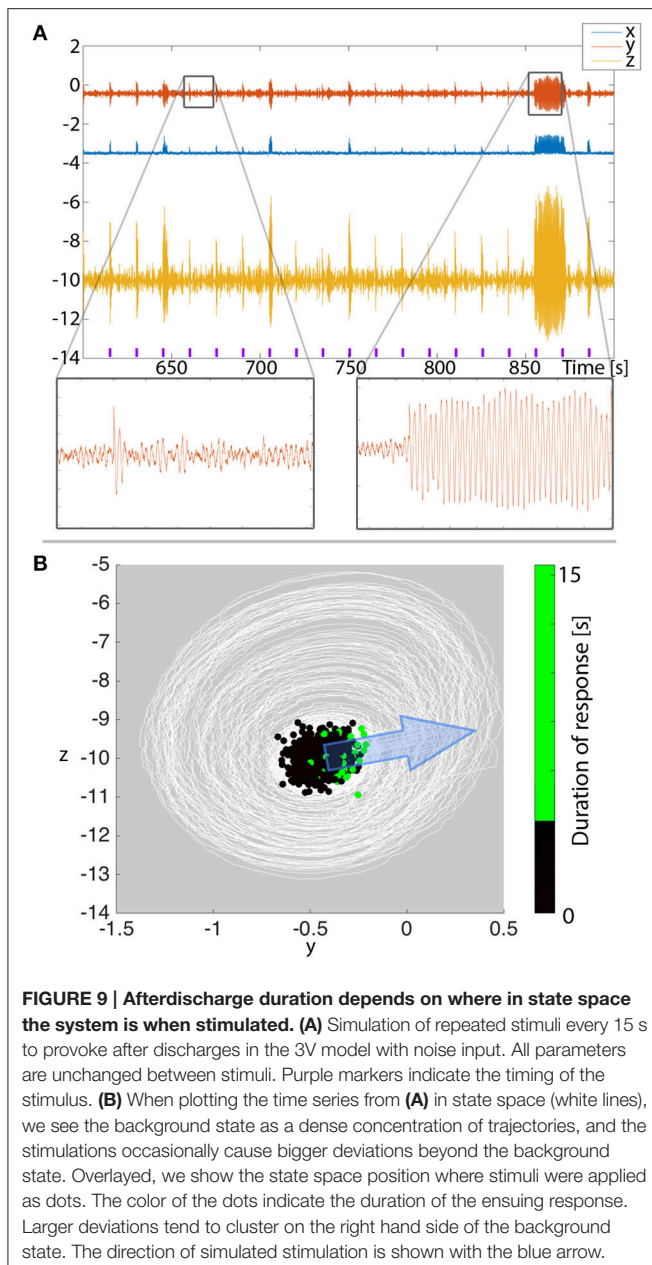 A
x
y
z
2
0
-2
-4
-6
-8
-10
-12
-14
650
700
750
800
850
Time [s]
B
-5
-6
-7
-8
-9
-10
-11
-12
-13
-14
z
-1.5
-1
-0.5
0
0.5
y
15
0
Duration of response [s]
FIGURE 9 | Afterdischarge duration depends on where in state space
the system is when stimulated. (A) Simulation of repeated stimuli every 15 s
to provoke after discharges in the 3V model with noise input. All parameters
are unchanged between stimuli. Purple markers indicate the timing of the
stimulus. (B) When plotting the time series from (A) in state space (white lines),
we see the background state as a dense concentration of trajectories, and the
stimulations occasionally cause bigger deviations beyond the background
state. Overlayed, we show the state space position where stimuli were applied
as dots. The color of the dots indicate the duration of the ensuing response.
Larger deviations tend to cluster on the right hand side of the background
state. The direction of simulated stimulation is shown with the blue arrow.